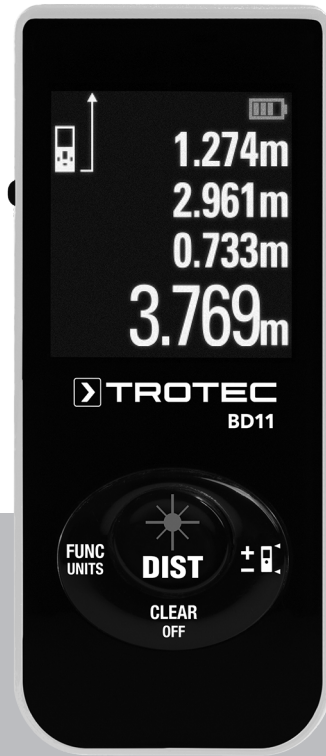 1.274m
2.961m
0.733m
3.769m
TROTEC
BD11
FUNC
UNITS
DIST
+
-
CLEAR
OFF